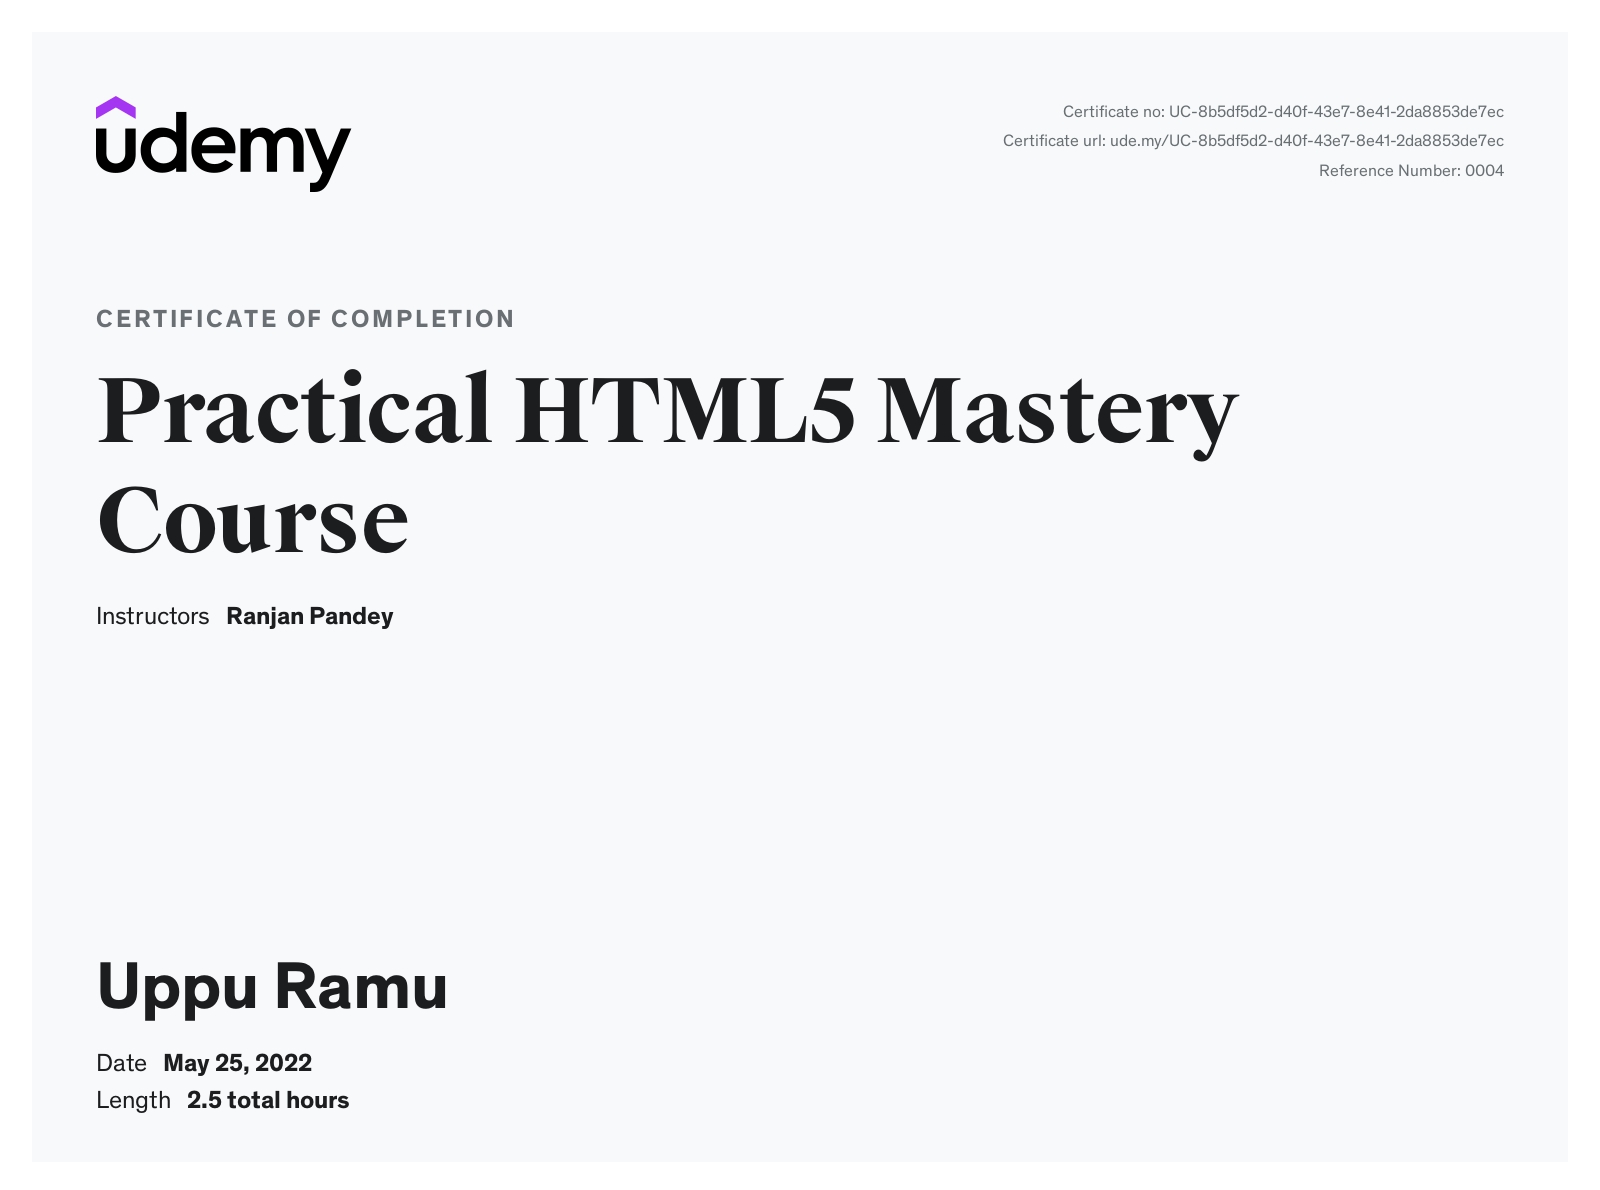 udemy
Certificate no: UC-8b5df5d2-d40f-43e7-8e41-2da8853de7ec
Certificate url: ude.my/UC-8b5df5d2-d40f-43e7-8e41-2da8853de7ec
Reference Number: 0004
CERTIFICATE OF COMPLETION
Practical HTML5 Mastery
Course
Instructors Ranjan Pandey
Uppu Ramu
Date May 25, 2022
Length 2.5 total hours